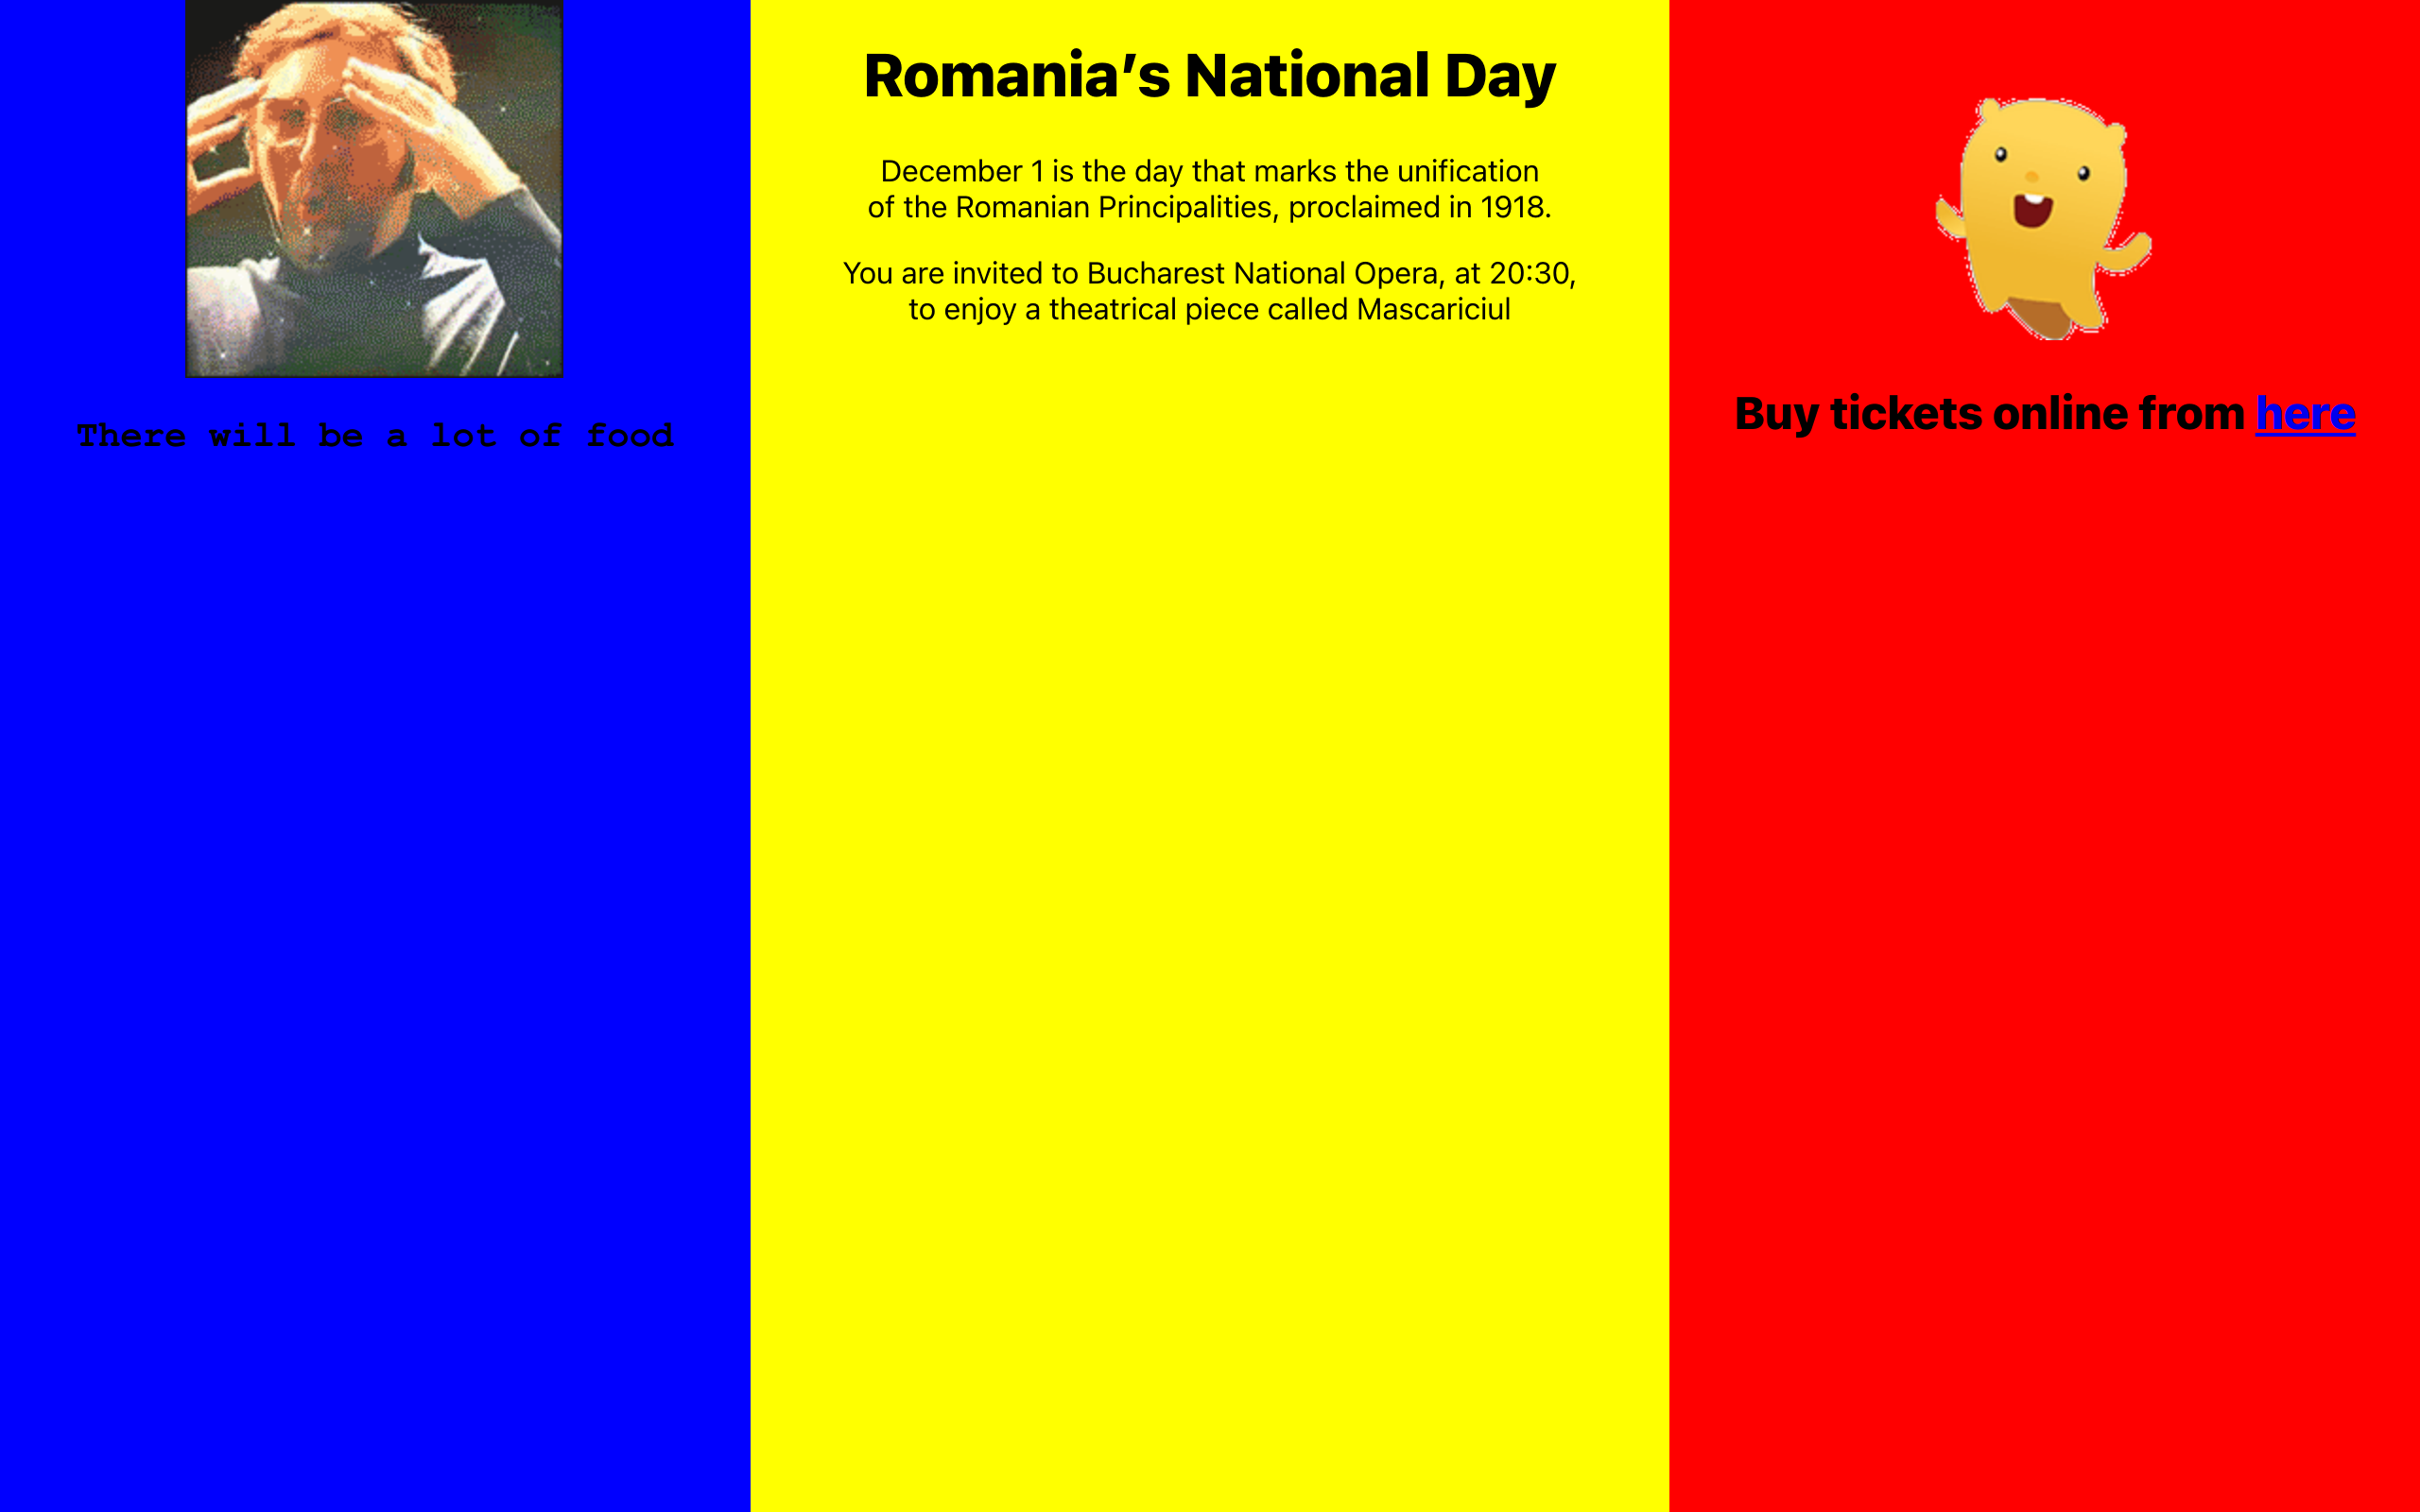 There will be a lot of food
Romania’s National Day
December 1 is the day that marks the unification
of the Romanian Principalities, proclaimed in 1918.
You are invited to Bucharest National Opera, at 20:30,
to enjoy a theatrical piece called Mascariciul
Buy tickets online from here